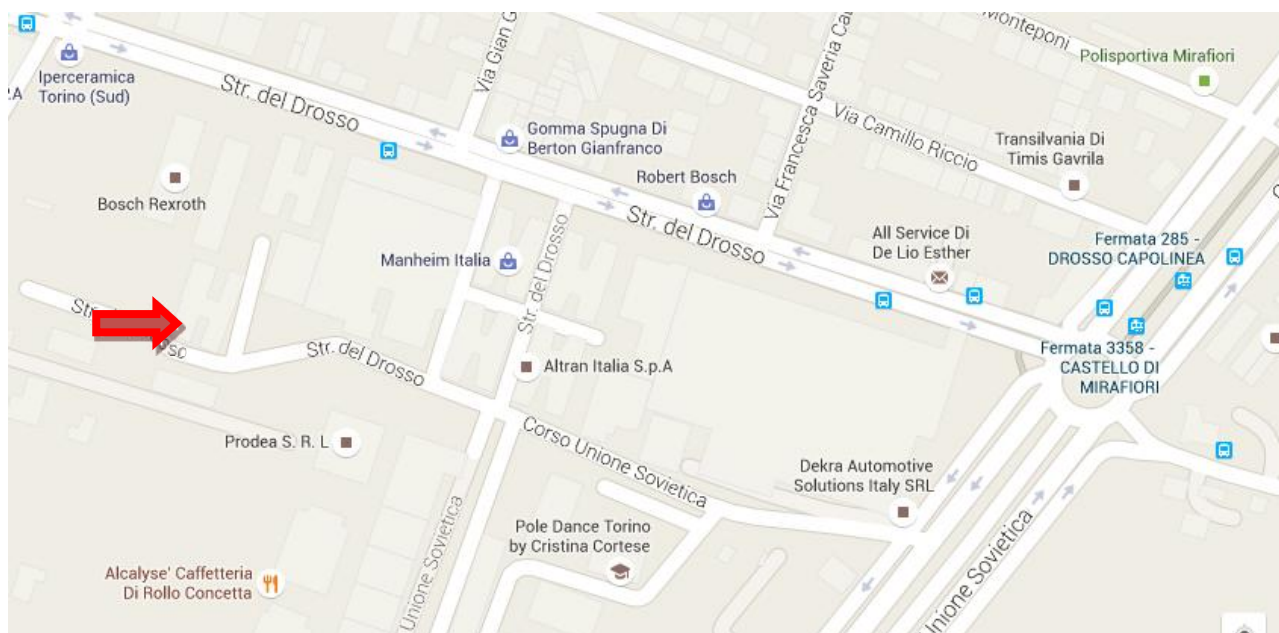 Iperceramica
Torino (Sud)
Str. del Drosso
Via Gian G
Monteponi
Polisportiva Mirafiori
Gomma Spugna Di
Berton Gianfranco
Via Francesca Saveria Ca
Via Camillo Riccio
Transilvania Di
Timis Gavrila
Bosch Rexroth
Robert Bosch
Str. del Drosso
All Service Di
De Lio Esther
Fermata 285 -
DROSSO CAPOLINEA
Manheim Italia
Str. del Drosso
Str. del Drosso
Altran Italia S.p.A
Fermata 3358 -
CASTELLO DI
MIRAFIORI
Prodea S. R. L
Corso Unione Sovietica
Dekra Automotive
Solutions Italy SRL
Unione Sovietica
Pole Dance Torino
by Cristina Cortese
Alcalyse' Caffetteria
Di Rollo Concetta
Unione Sovietica